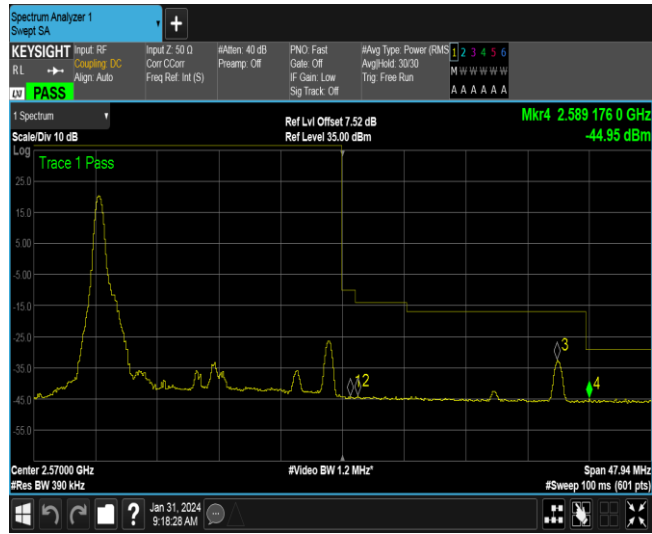 Spectrum Analyzer 1
Swept SA
+
KEYSIGHT Input: RF Input Z: 50 Ω #Atten: 40 dB PNO: Fast #Avg Type: Power (RMS 1 2 3 4 5 6
RL Coupling: DC Corr CCorr Preamp: Off Gate: Off Avg|Hold: 30/30 M W W W W W
Align: Auto Freq Ref: Int (S) IF Gain: Low Trig: Free Run
LXI PASS Sig Track: Off A A A A A A
1 Spectrum Ref Lvl Offset 7.52 dB Mkr4 2.589 176 0 GHz
Scale/Div 10 dB Ref Level 35.00 dBm -44.95 dBm
Log
Trace 1 Pass
25.0
15.0
5.00
-5.00
-15.0
-25.0
3
-35.0
1 2 4
-45.0
-55.0
Center 2.57000 GHz #Video BW 1.2 MHz* Span 47.94 MHz
#Res BW 390 kHz #Sweep 100 ms (601 pts)
? Jan 31, 2024
9:18:28 AM